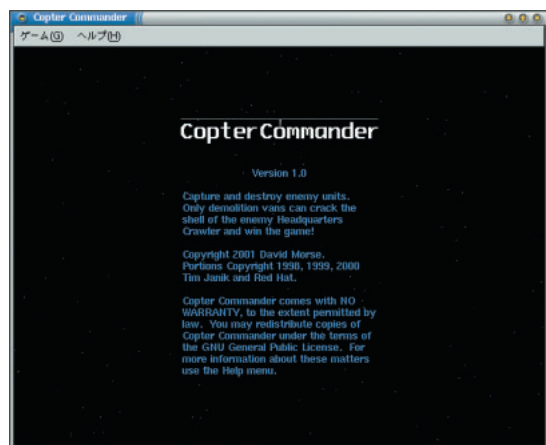 Copter Commander
ゲーム(G) ヘルプ(H)
Copter Commander
Version 1.0
Capture and destroy enemy units.
Only demolition vans can crack the
shell of the enemy Headquarters
Crawler and win the game!
Copyright 2001 David Morse.
Portions Copyright 1998, 1999, 2000
Tim Janik and Red Hat.
Copter Commander comes with NO
WARRANTY, to the extent permitted by
law. You may redistribute copies of
Copter Commander under the terms of
the GNU General Public License. For
more information about these matters
use the Help menu.